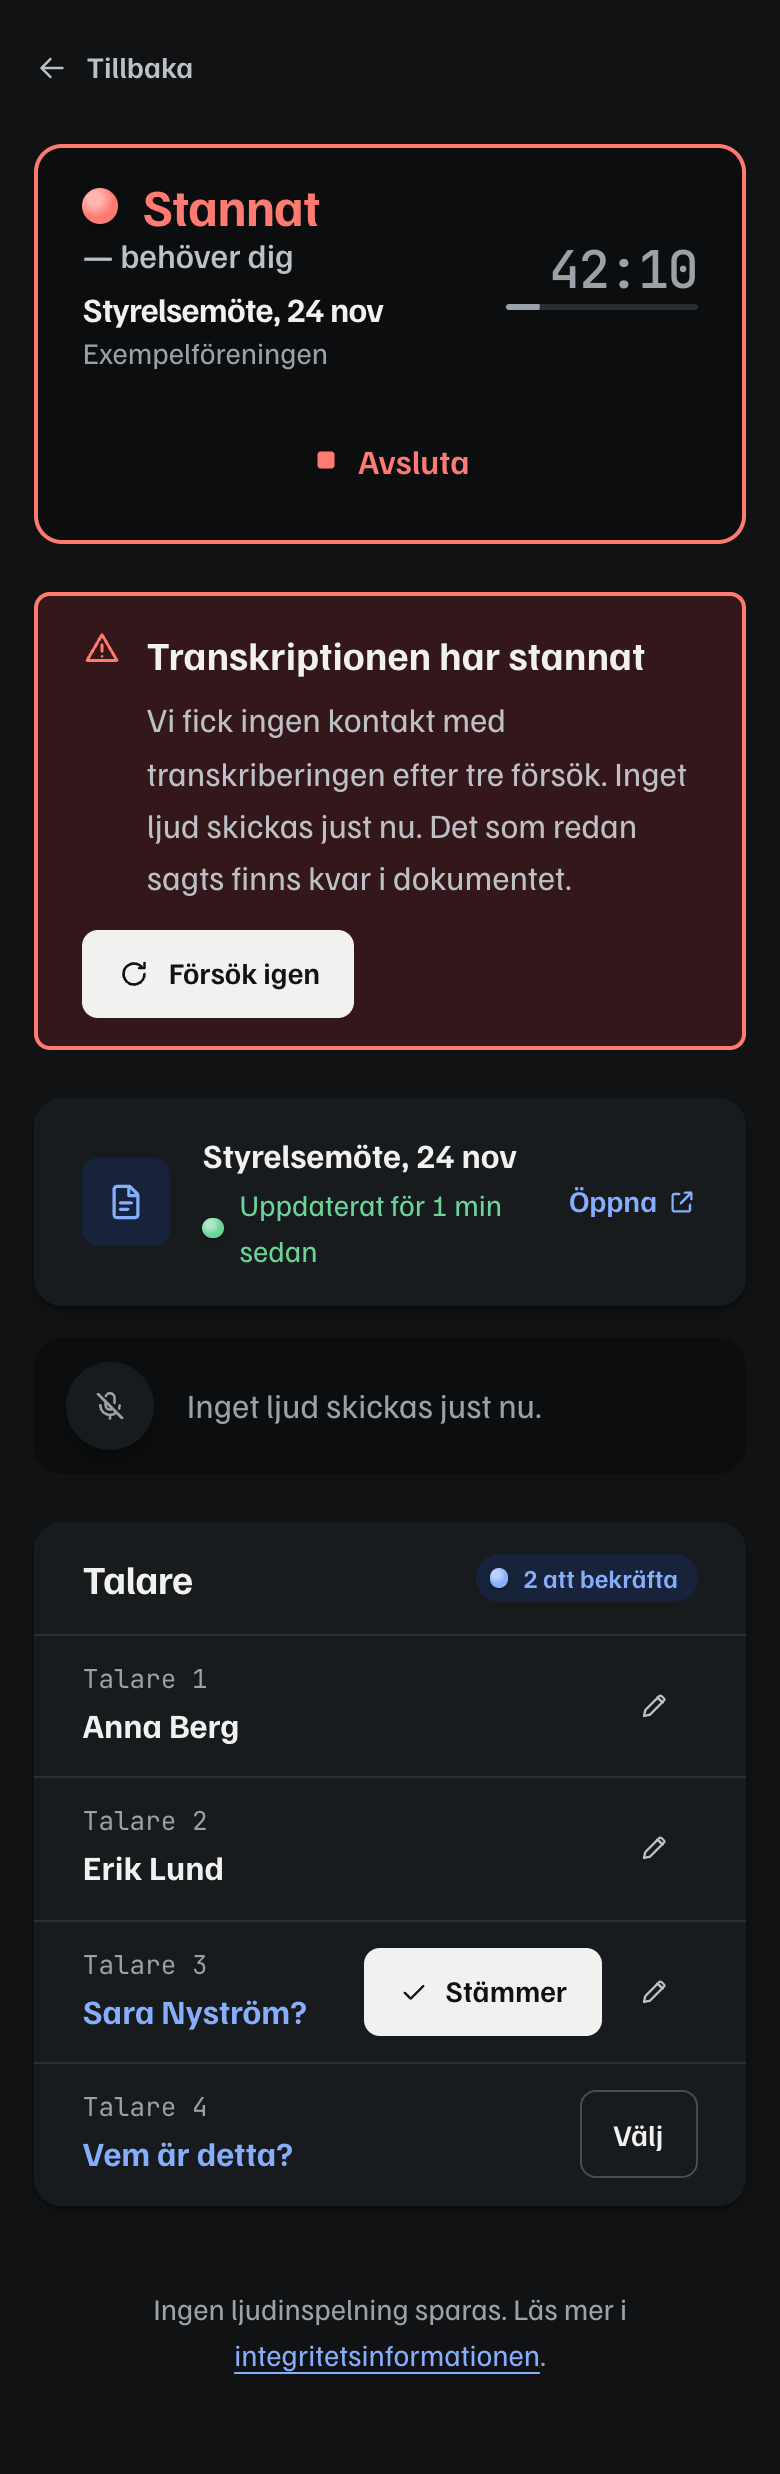 Tillbaka
Stannat
— behöver dig
42:10
Styrelsemöte, 24 nov
Exempelföreningen
Avsluta
Transkriptionen har stannat
Vi fick ingen kontakt med
transkriberingen efter tre försök. Inget
ljud skickas just nu. Det som redan
sagts finns kvar i dokumentet.
Försök igen
Styrelsemöte, 24 nov
Uppdaterat för 1 min
sedan
Öppna
Inget ljud skickas just nu.
Talare
2 att bekräfta
Talare 1
Anna Berg
Talare 2
Erik Lund
Talare 3
Sara Nyström?
Stämmer
Talare 4
Vem är detta?
Välj
Ingen ljudinspelning sparas. Läs mer i
integritetsinformationen.